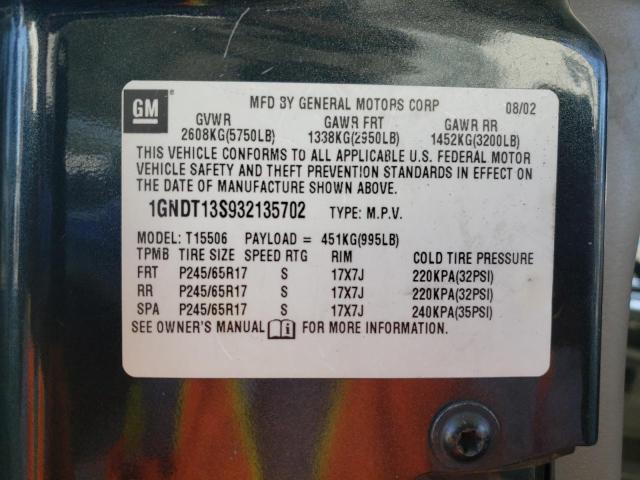 GM
MFD BY GENERAL MOTORS CORP 08/02
GVWR GAWR FRT GAWR RR
2608KG(5750LB) 1338KG(2950LB) 1452KG(3200LB)
THIS VEHICLE CONFORMS TO ALL APPLICABLE U.S. FEDERAL MOTOR
VEHICLE SAFETY AND THEFT PREVENTION STANDARDS IN EFFECT ON
THE DATE OF MANUFACTURE SHOWN ABOVE.
1GNDT13S932135702 TYPE: M.P.V.
MODEL: T15506 PAYLOAD = 451KG(995LB)
TPMB TIRE SIZE SPEED RTG RIM COLD TIRE PRESSURE
FRT P245/65R17 S 17X7J 220KPA(32PSI)
RR P245/65R17 S 17X7J 220KPA(32PSI)
SPA P245/65R17 S 17X7J 240KPA(35PSI)
SEE OWNER'S MANUAL FOR MORE INFORMATION.